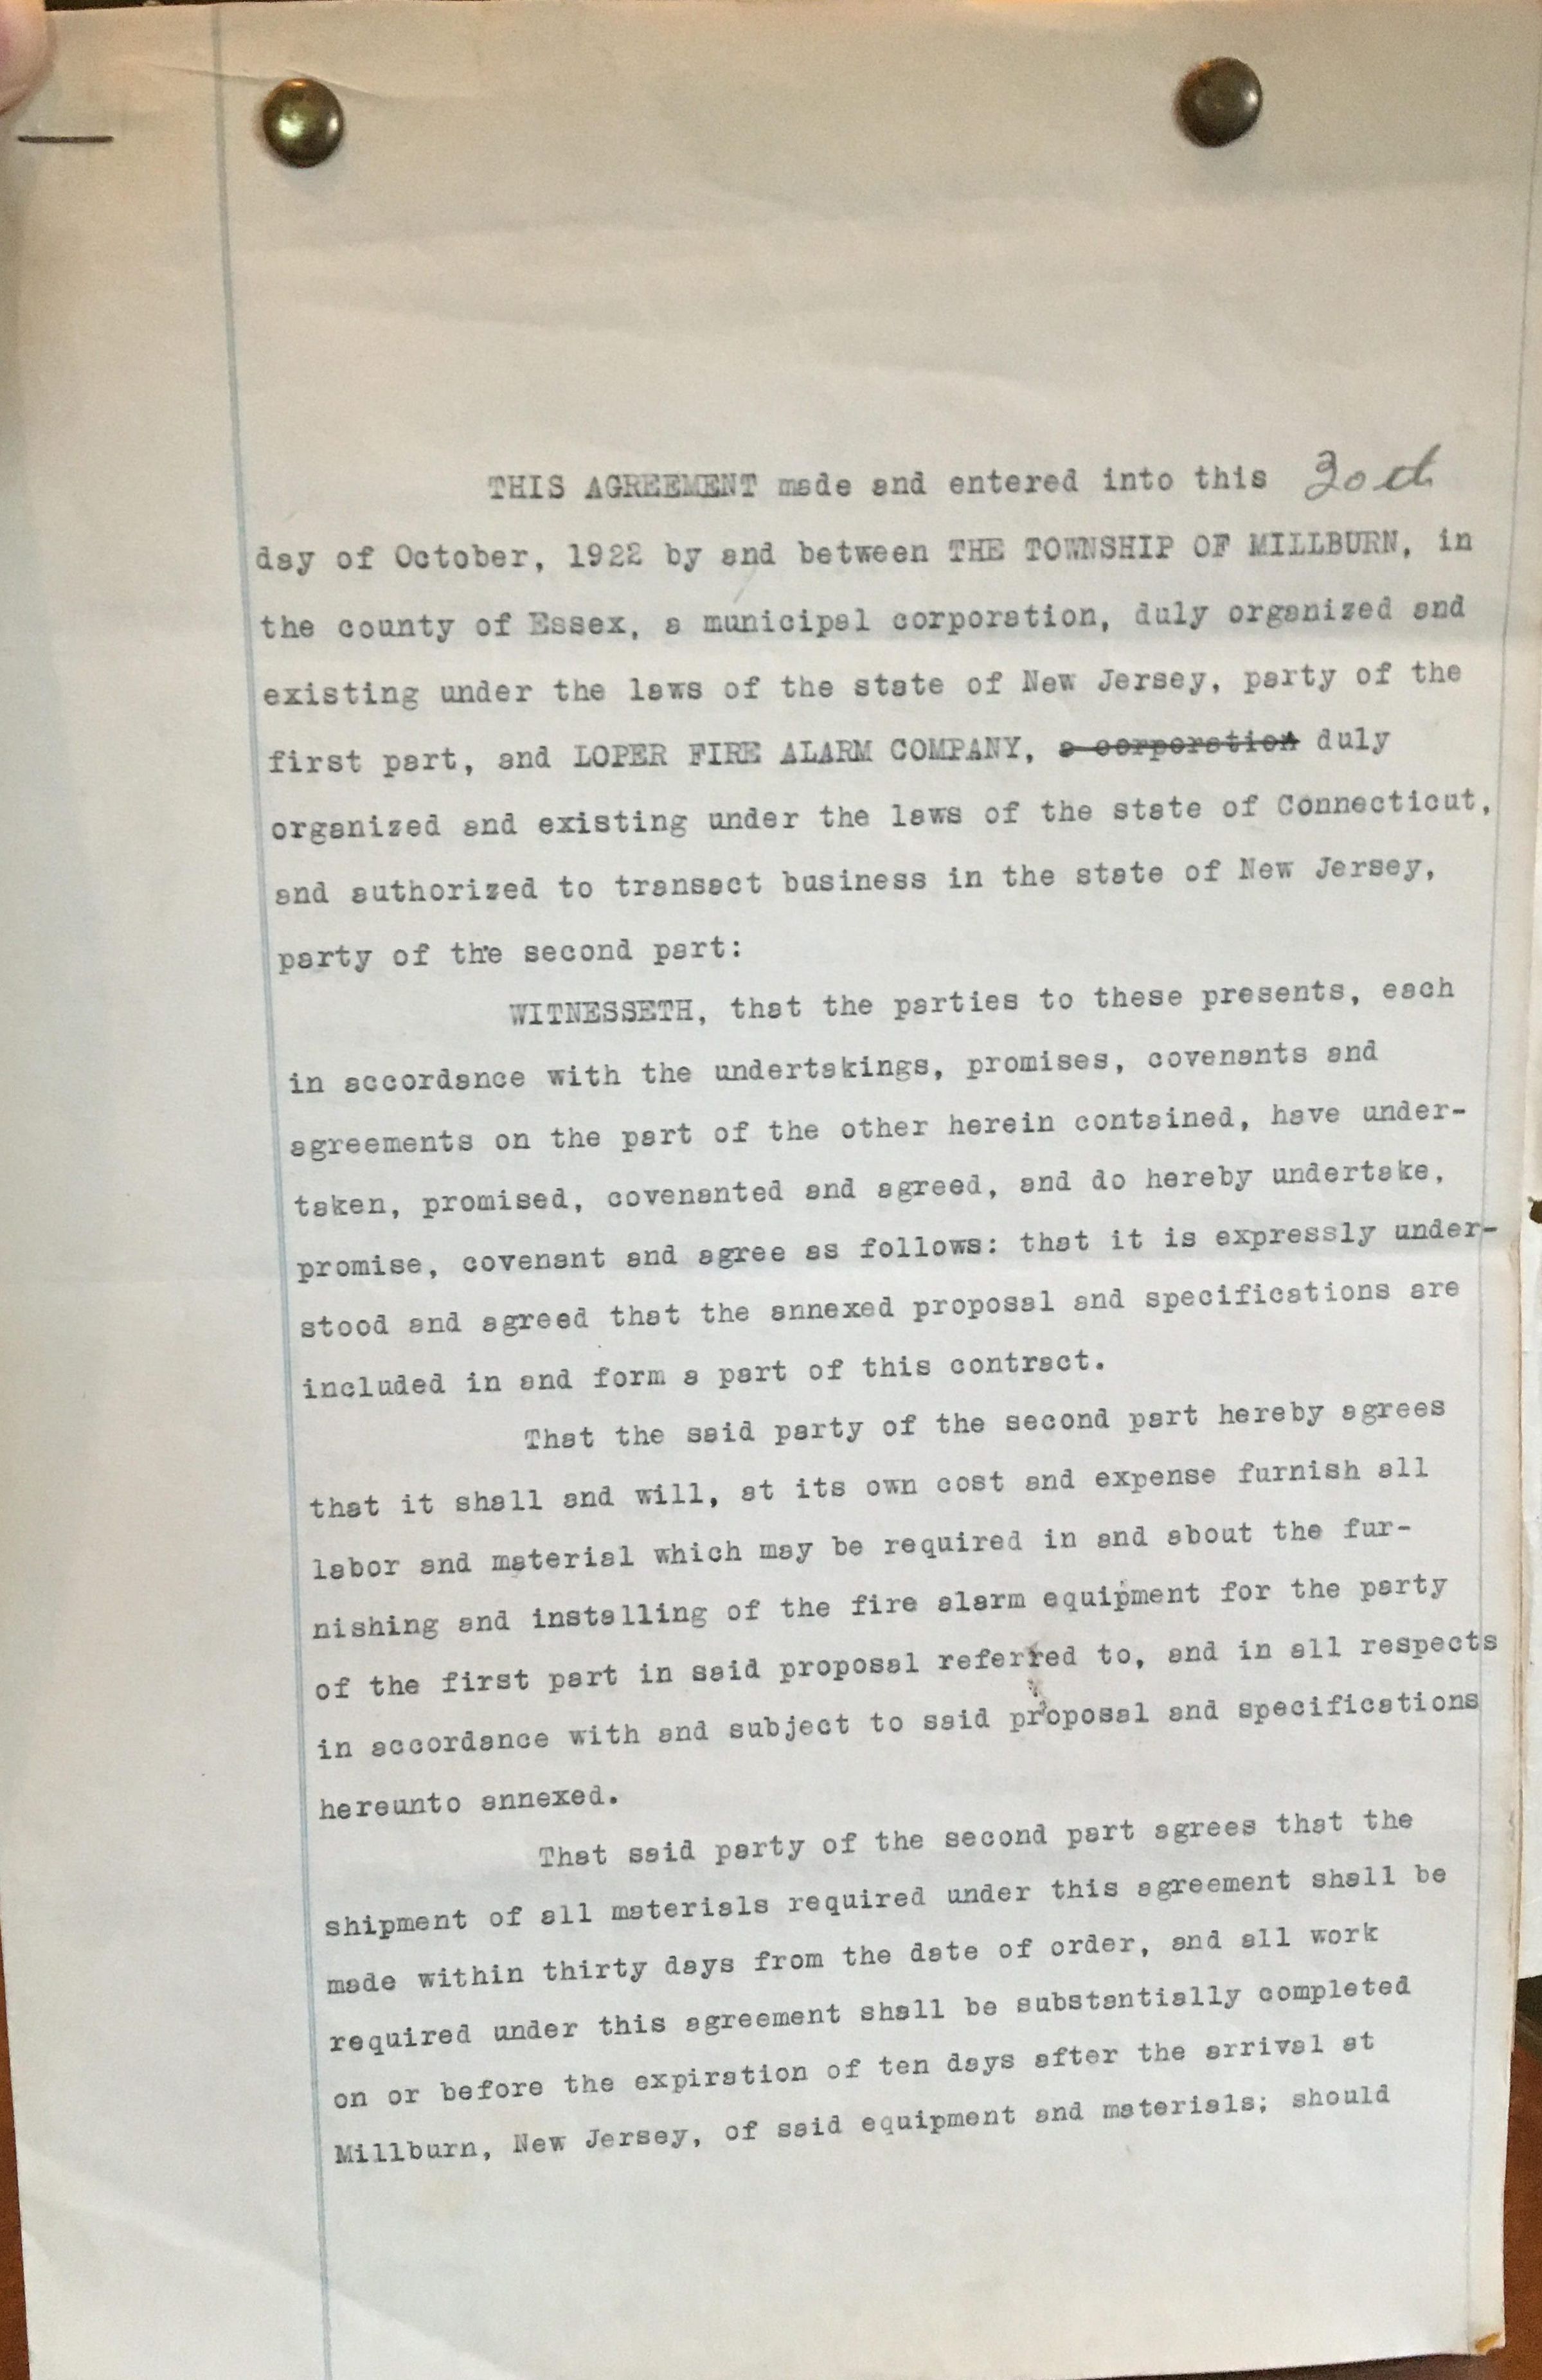 THIS AGREEMENT made and entered into this 30th
day of October, 1922 by and between THE TOWNSHIP OF MILLBURN, in
the county of Essex, a municipal corporation, duly organized and
existing under the laws of the state of New Jersey, party of the
first part, and LOPER FIRE ALARM COMPANY, a corporation duly
organized and existing under the laws of the state of Connecticut,
and authorized to transact business in the state of New Jersey,
party of the second part:
WITNESSETH, that the parties to these presents, each
in accordance with the undertakings, promises, covenants and
agreements on the part of the other herein contained, have under-
taken, promised, covenanted and agreed, and do hereby undertake,
promise, covenant and agree as follows: that it is expressly under-
stood and agreed that the annexed proposal and specifications are
included in and form a part of this contract.
That the said party of the second part hereby agrees
that it shall and will, at its own cost and expense furnish all
labor and material which may be required in and about the fur-
nishing and installing of the fire alarm equipment for the party
of the first part in said proposal referred to, and in all respects
in accordance with and subject to said proposal and specifications
hereunto annexed.
That said party of the second part agrees that the
shipment of all materials required under this agreement shall be
made within thirty days from the date of order, and all work
required under this agreement shall be substantially completed
on or before the expiration of ten days after the arrival at
Millburn, New Jersey, of said equipment and materials; should